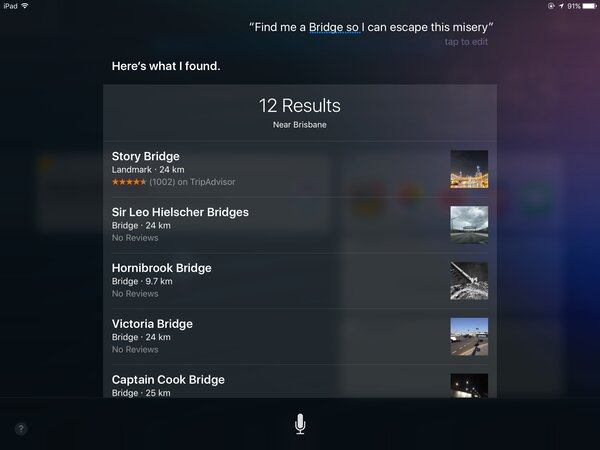 iPad 91%
“Find me a Bridge so I can escape this misery”
tap to edit
Here's what I found.
12 Results
Near Brisbane
Story Bridge
Landmark · 24 km
(1002) on TripAdvisor
Sir Leo Hielscher Bridges
Bridge · 24 km
No Reviews
Hornibrook Bridge
Bridge · 9.7 km
No Reviews
Victoria Bridge
Bridge · 24 km
No Reviews
Captain Cook Bridge
Bridge · 25 km
?